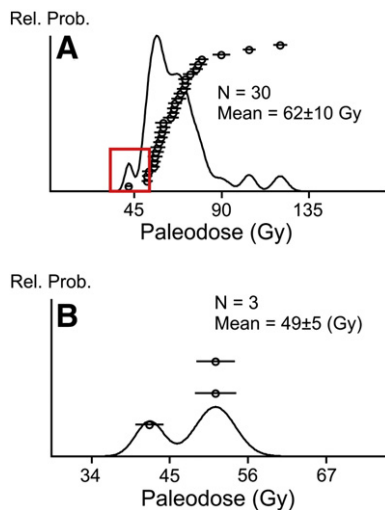 Rel. Prob.
A
N = 30
Mean = 62±10 Gy
45
90
135
Paleodose (Gy)
Rel. Prob.
B
N = 3
Mean = 49±5 (Gy)
34
45
56
67
Paleodose (Gy)